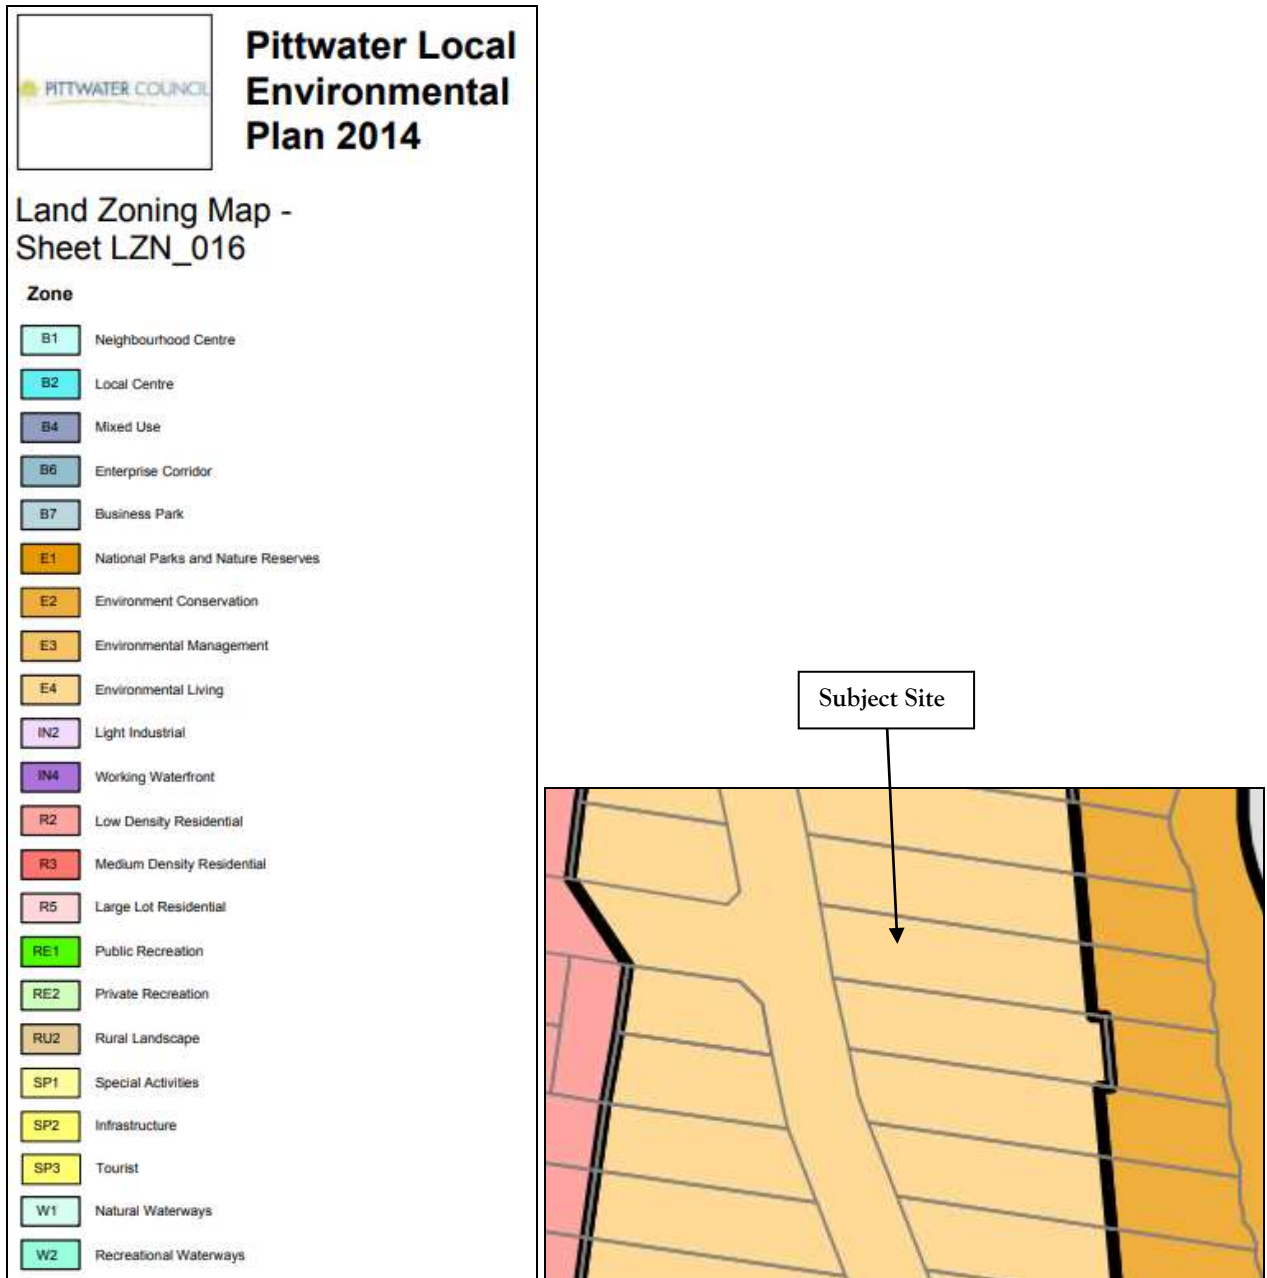 PITTWATER COUNCIL
Pittwater Local
Environmental
Plan 2014
Land Zoning Map -
Sheet LZN_016
Zone
B1 Neighbourhood Centre
B2 Local Centre
B4 Mixed Use
B6 Enterprise Corridor
B7 Business Park
E1 National Parks and Nature Reserves
E2 Environment Conservation
E3 Environmental Management
E4 Environmental Living
IN2 Light Industrial
IN4 Working Waterfront
R2 Low Density Residential
R3 Medium Density Residential
R5 Large Lot Residential
RE1 Public Recreation
RE2 Private Recreation
RU2 Rural Landscape
SP1 Special Activities
SP2 Infrastructure
SP3 Tourist
W1 Natural Waterways
W2 Recreational Waterways
Subject Site